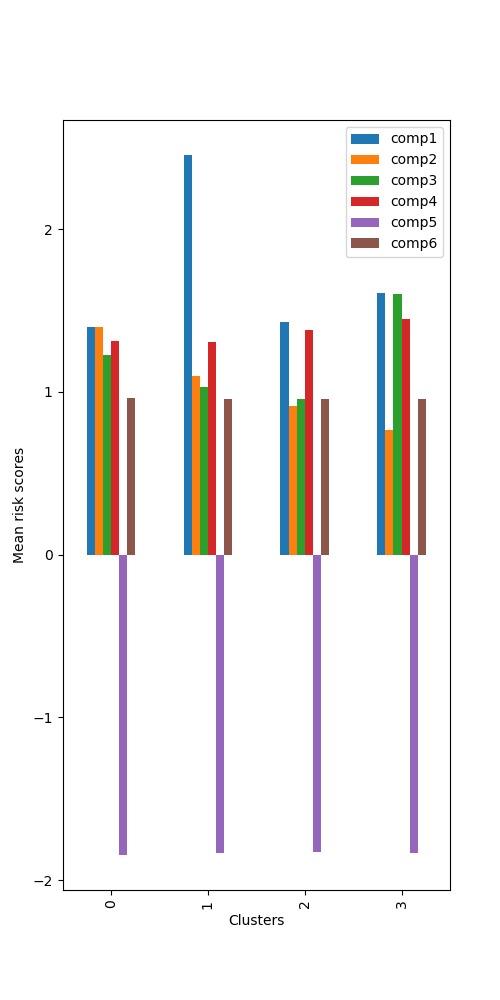 comp1
comp2
comp3
comp4
comp5
comp6
2
1
0
−1
−2
Mean risk scores
0 1 2 3
Clusters